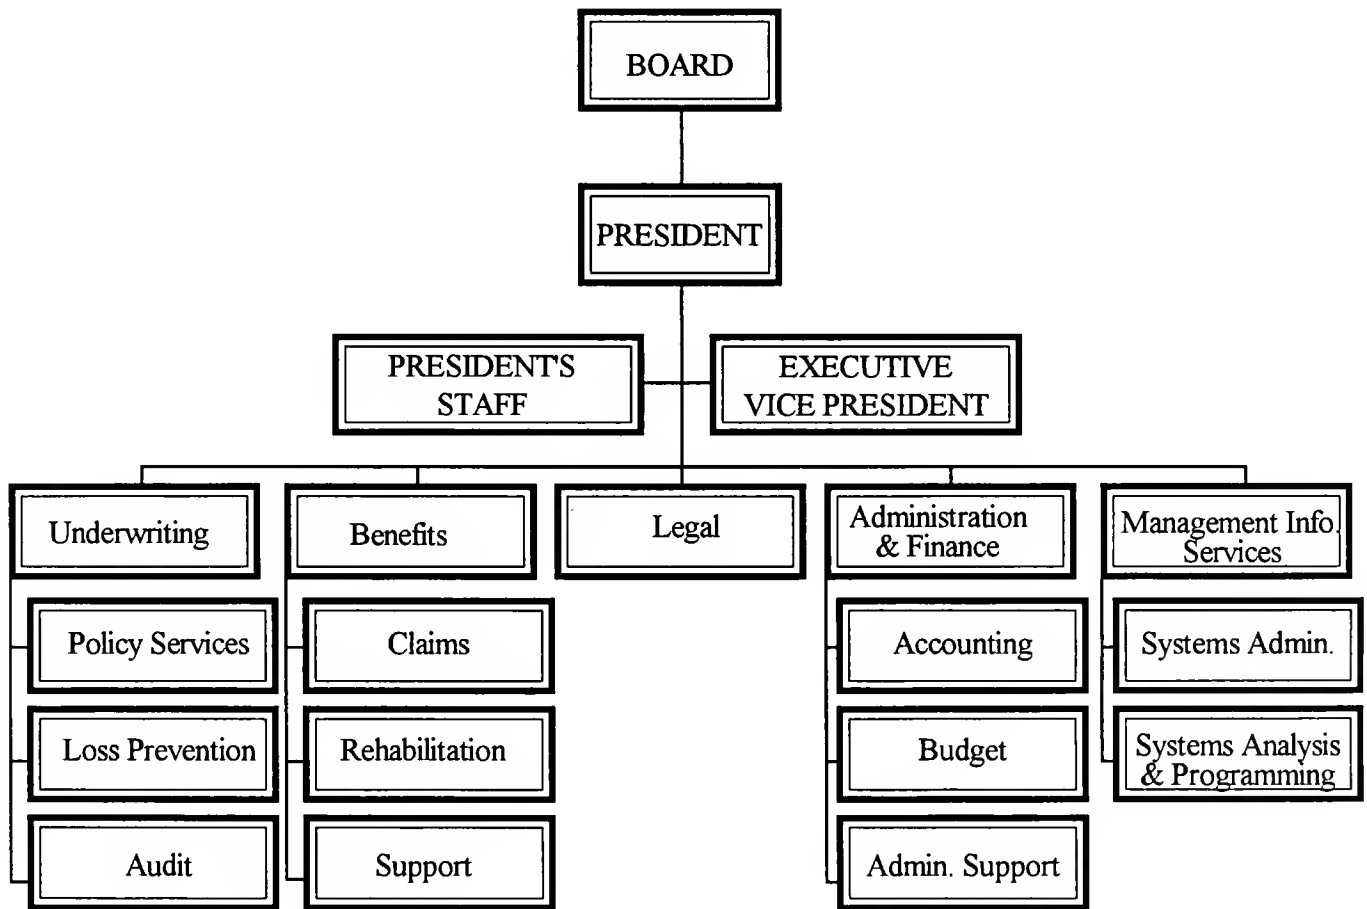 BOARD
PRESIDENT
PRESIDENT'S
STAFF
EXECUTIVE
VICE PRESIDENT
Underwriting
Benefits
Legal
Administration
& Finance
Management Info.
Services
Policy Services
Claims
Accounting
Systems Admin.
Loss Prevention
Rehabilitation
Budget
Systems Analysis
& Programming
Audit
Support
Admin. Support